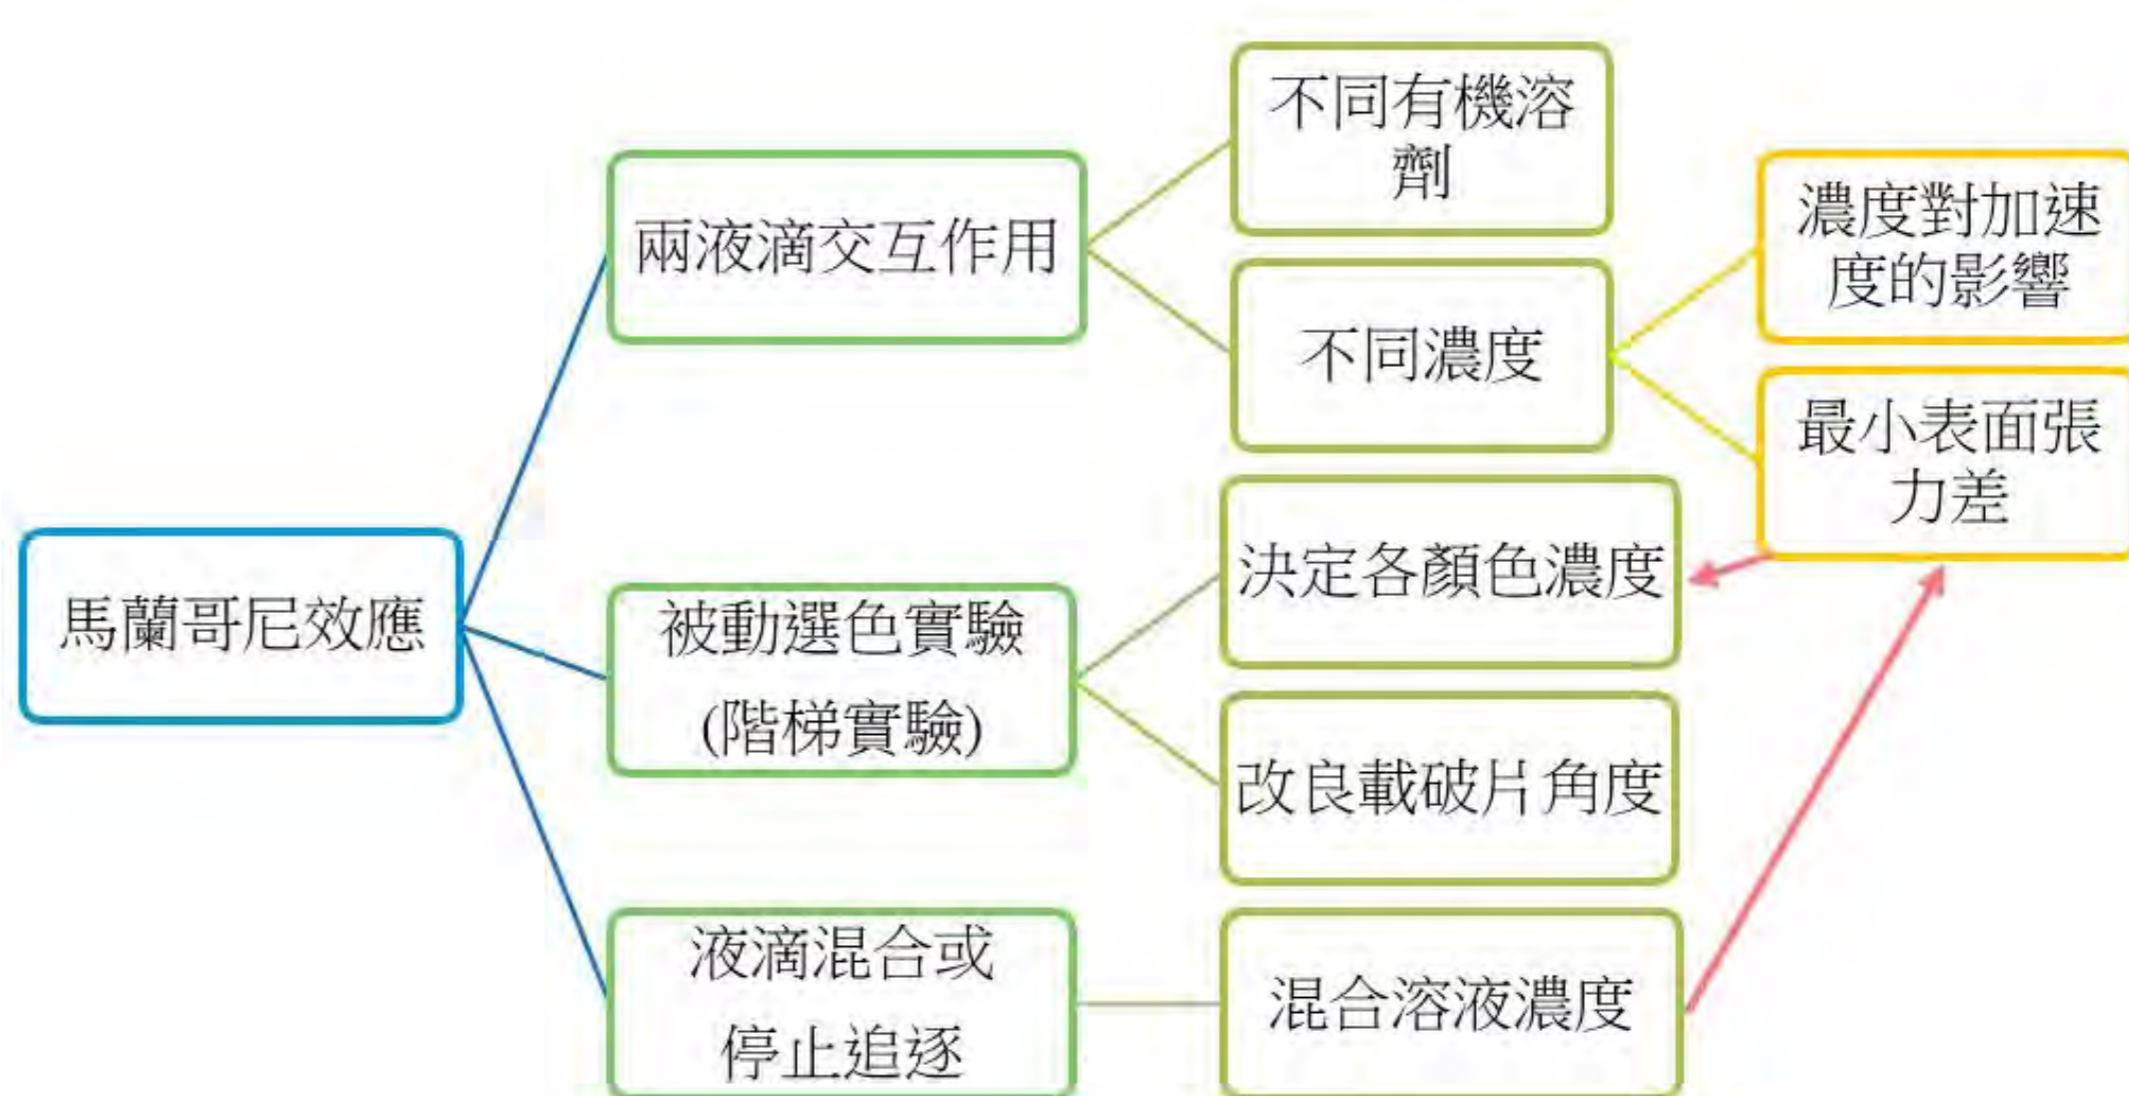 馬蘭哥尼效應
兩液滴交互作用
不同有機溶
劑
不同濃度
濃度對加速
度的影響
最小表面張
力差
被動選色實驗
(階梯實驗)
決定各顏色濃度
改良載破片角度
液滴混合或
停止追逐
混合溶液濃度